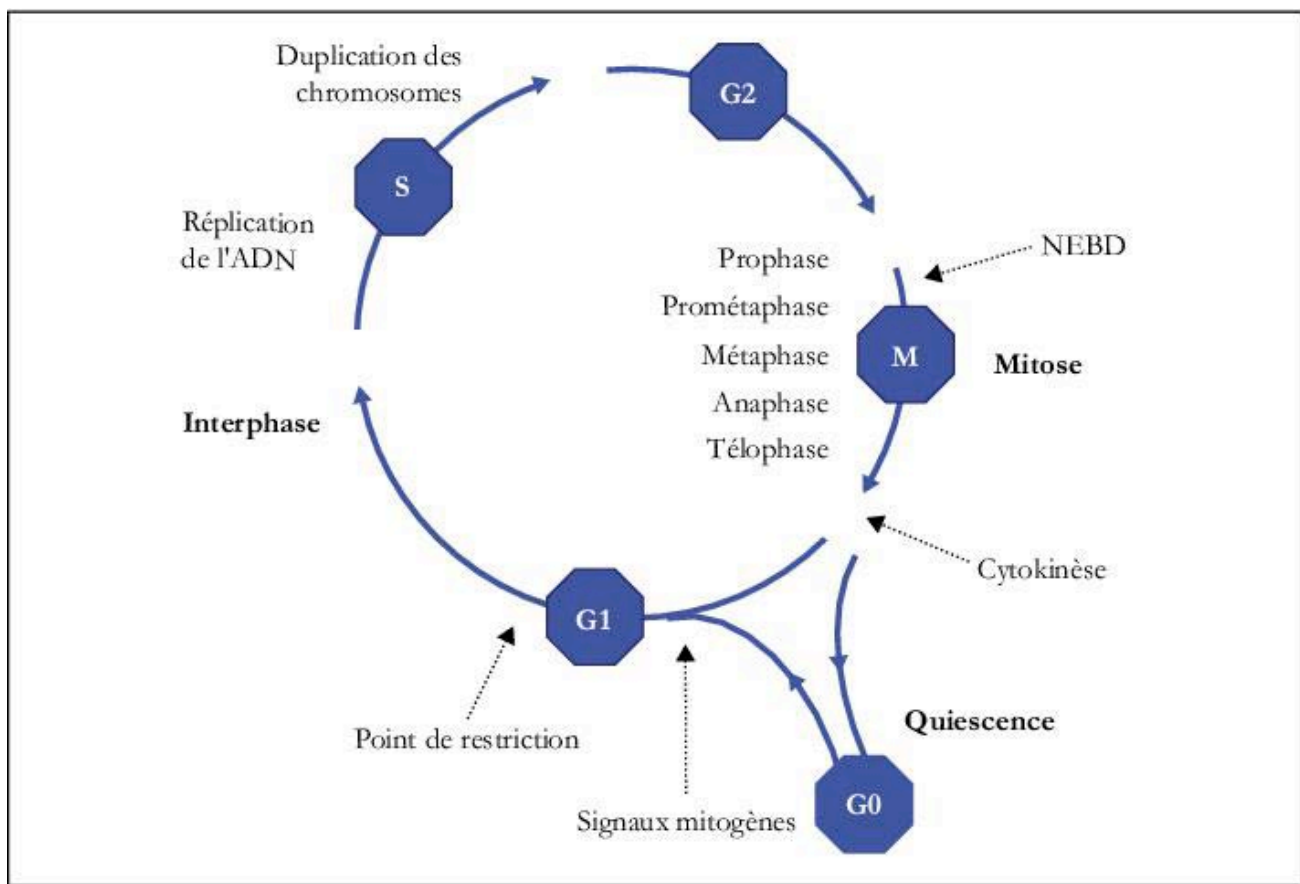 Duplication des
chromosomes
G2
S
Réplication
de l'ADN
NEBD
Prophase
Prométaphase
Métaphase
Anaphase
Télophase
M
Mitose
Interphase
Cytokinèse
G1
Point de restriction
Quiescence
Signaux mitogènes
G0